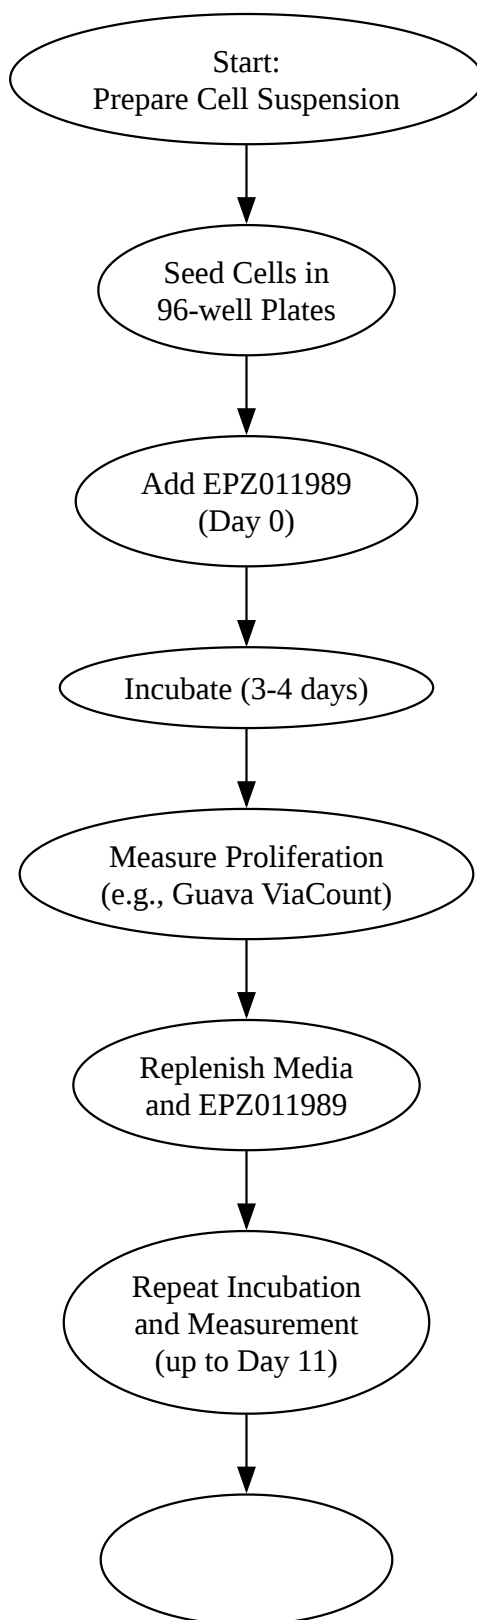 Start:
Prepare Cell Suspension
Seed Cells in
96-well Plates
Add EPZ011989
(Day 0)
Incubate (3-4 days)
Measure Proliferation
(e.g., Guava ViaCount)
Replenish Media
and EPZ011989
Repeat Incubation
and Measurement
(up to Day 11)